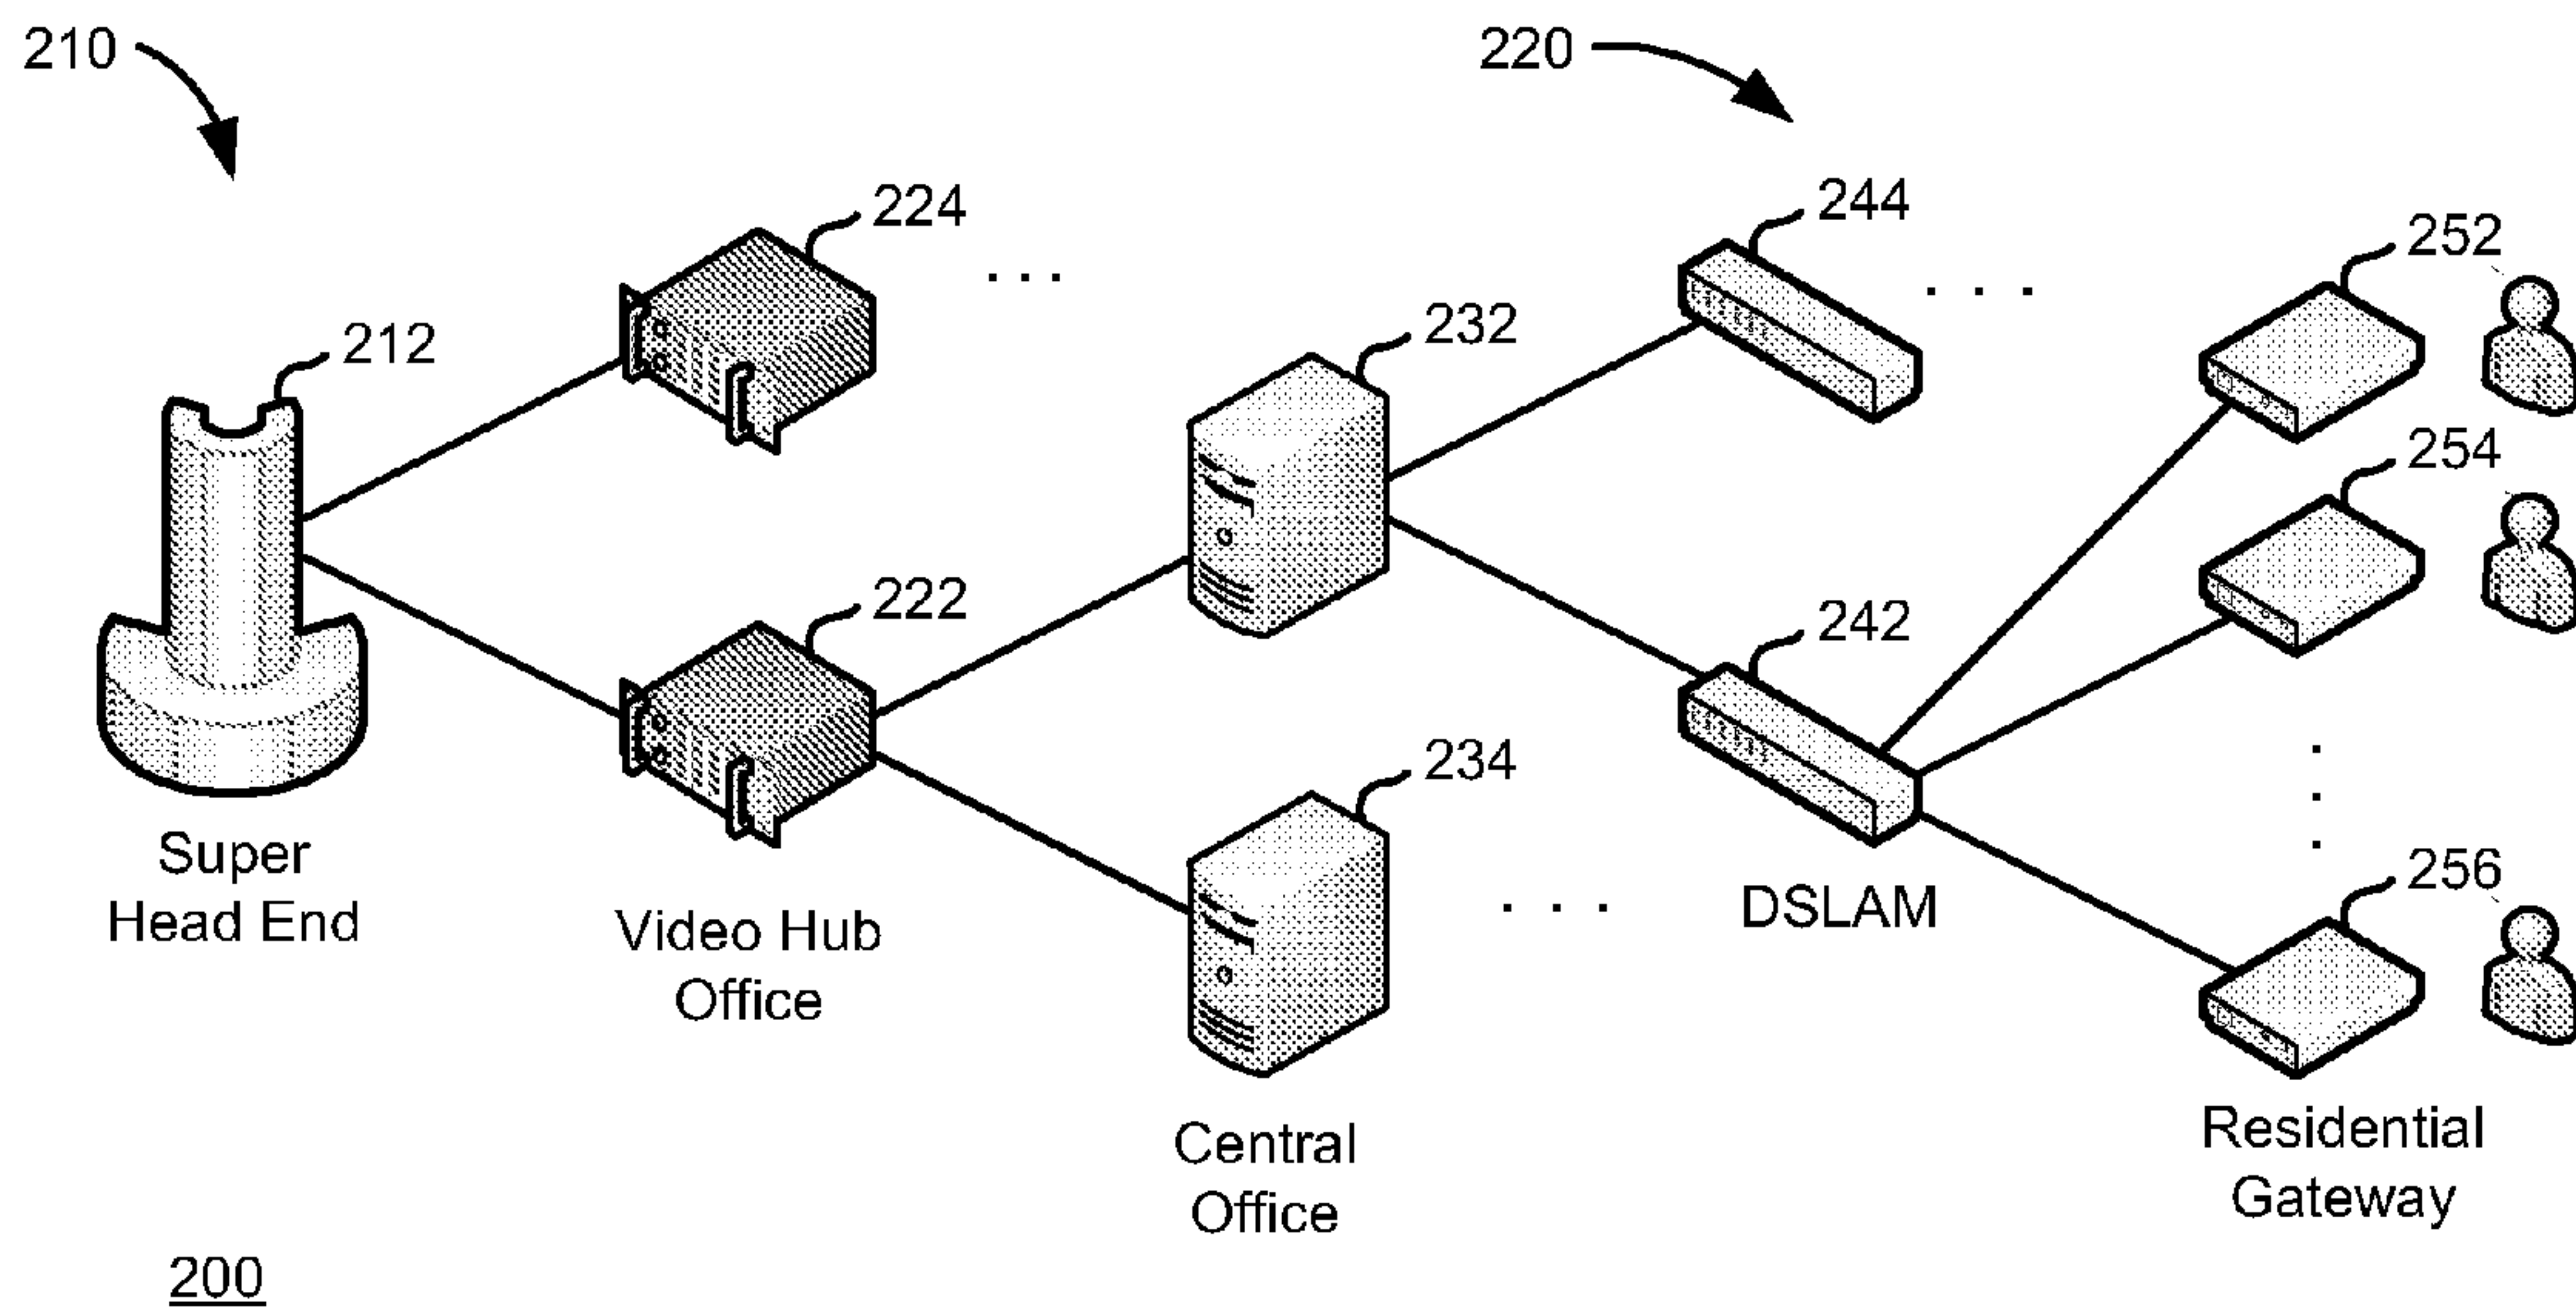 210
220
224
244
252
212
232
254
222
242
234
256
Super
Head End
Video Hub
Office
DSLAM
Central
Office
Residential
Gateway
200